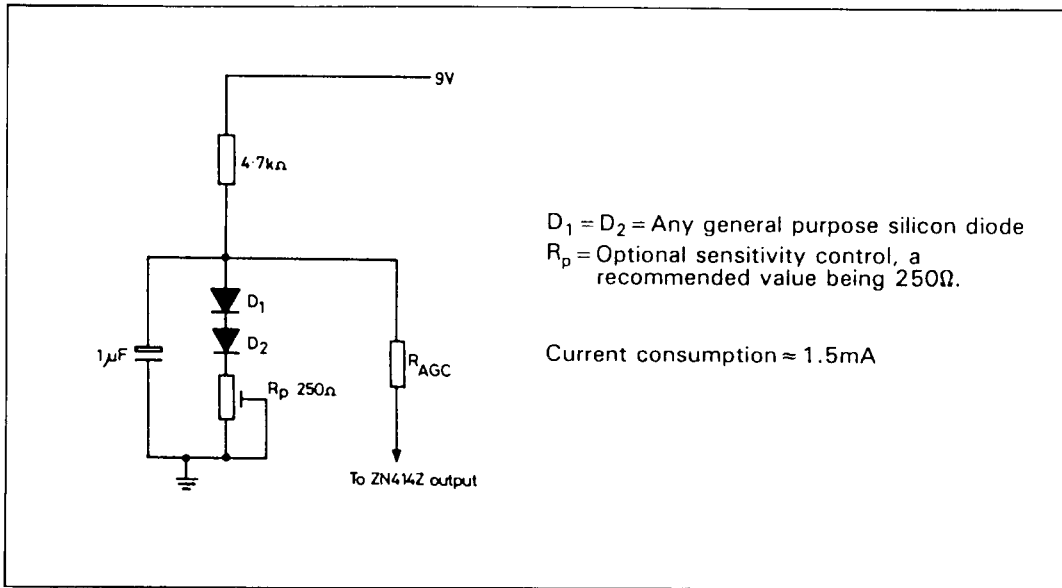 9V
4·7kΩ
D1 = D2 = Any general purpose silicon diode
Rp = Optional sensitivity control, a
recommended value being 250Ω.
D1
1µF
D2
RAGC
Current consumption ≈ 1.5mA
Rp 250Ω
To ZN414Z output